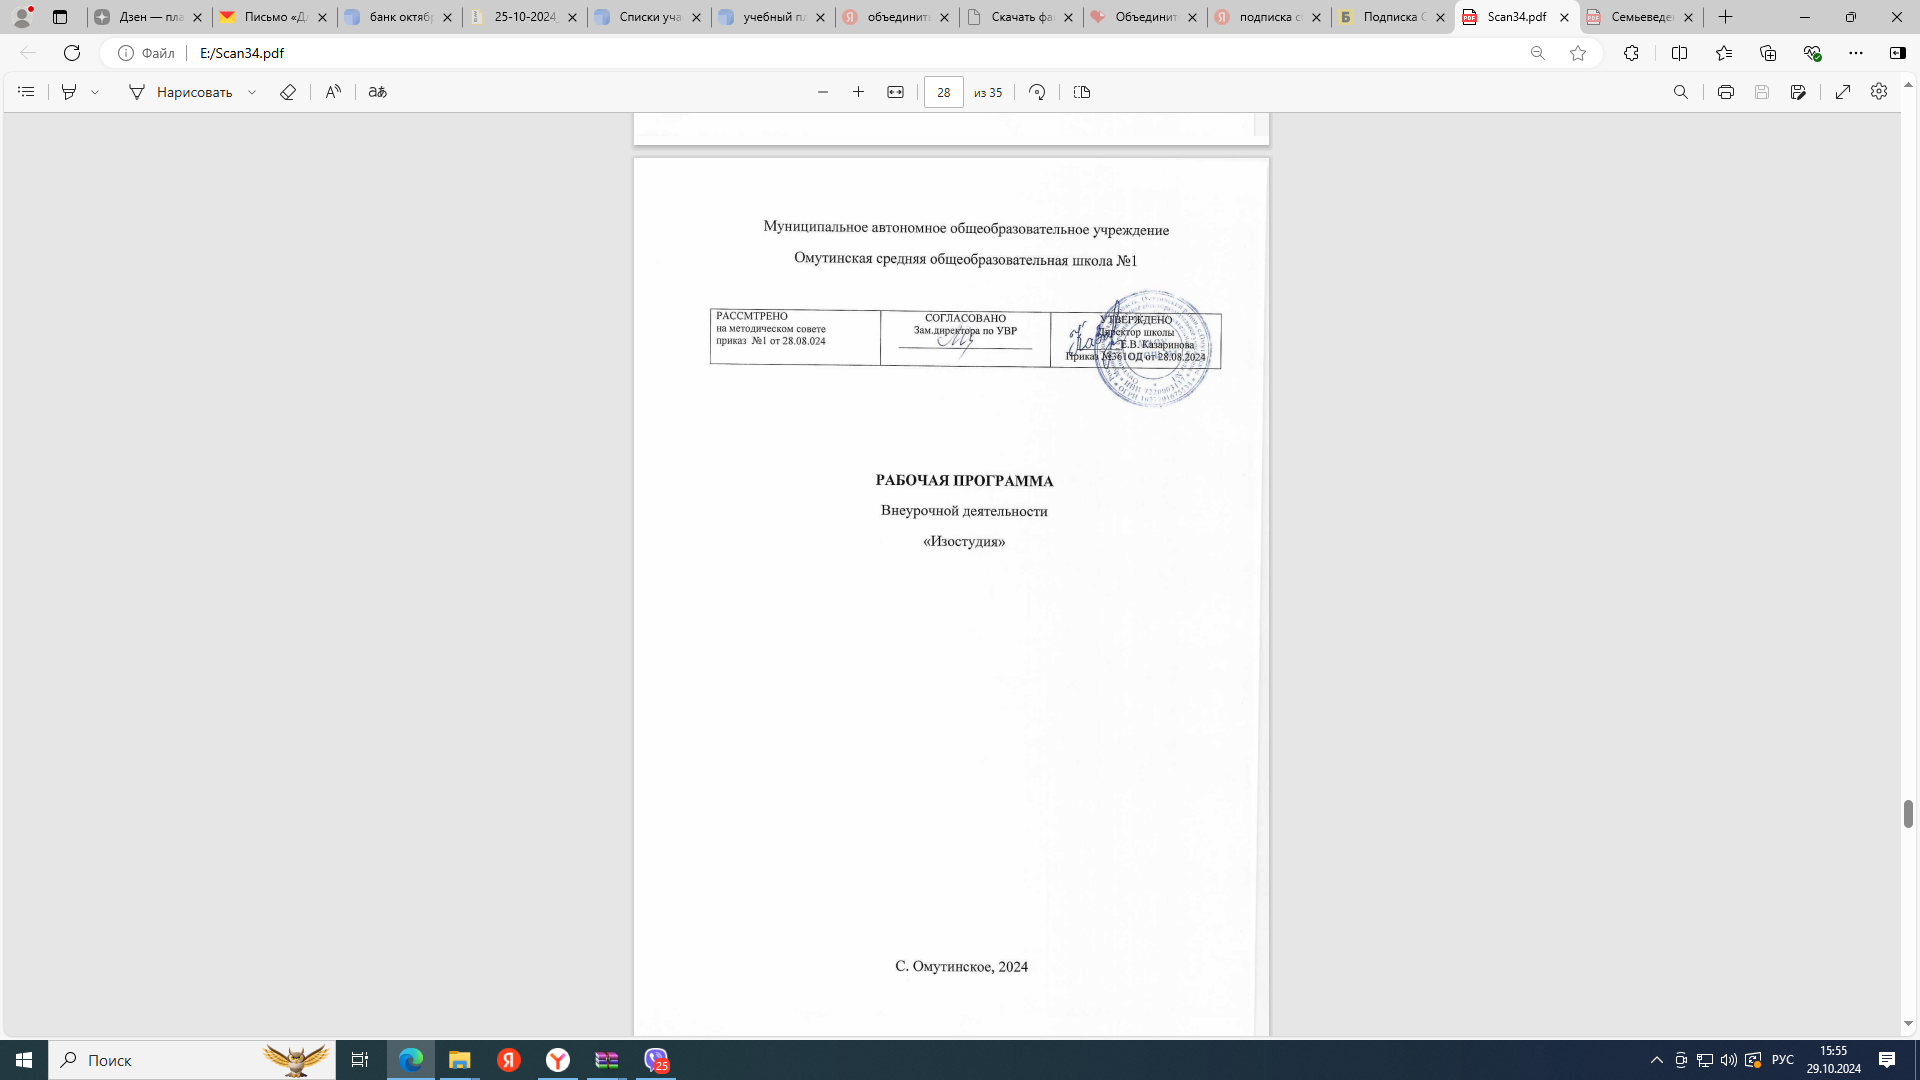 Дзен — пла
Письмо «Д
банк октяб
25-10-2024
Списки уча
учебный пл
объединить
Скачать фа
Объединит
подписка с
Подписка С
Scan34.pdf
Семьеведе
Файл
E:/Scan34.pdf
Нарисовать
28
из 35
Муниципальное автономное общеобразовательное учреждение
Омутинская средняя общеобразовательная школа №1
РАССМТРЕНО
на методическом совете
приказ №1 от 28.08.024
СОГЛАСОВАНО
Зам.директора по УВР
УТВЕРЖДЕНО
Директор школы
Е.В. Казаринова
Приказ №361ОД от 28.08.2024
РАБОЧАЯ ПРОГРАММА
Внеурочной деятельности
«Изостудия»
С. Омутинское, 2024
Поиск
25
РУС
15:55
29.10.2024